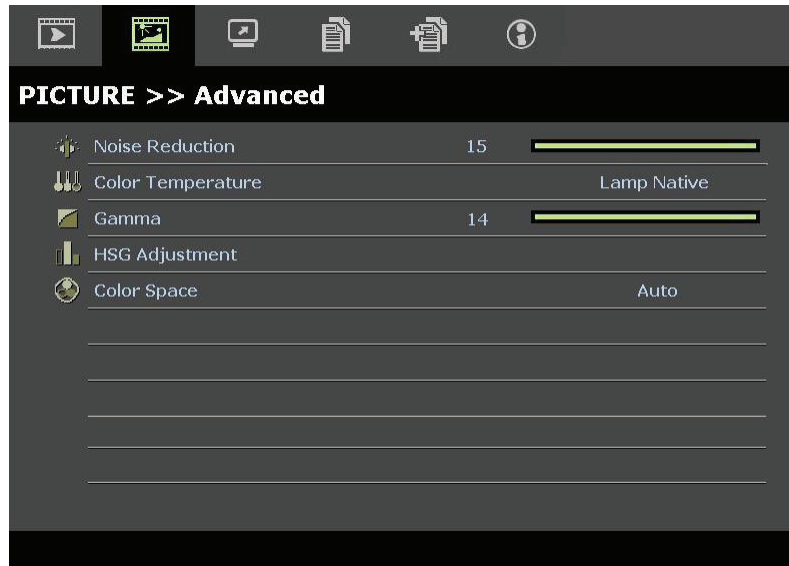 PICTURE >> Advanced
Noise Reduction 15
Color Temperature Lamp Native
Gamma 14
HSG Adjustment
Color Space Auto